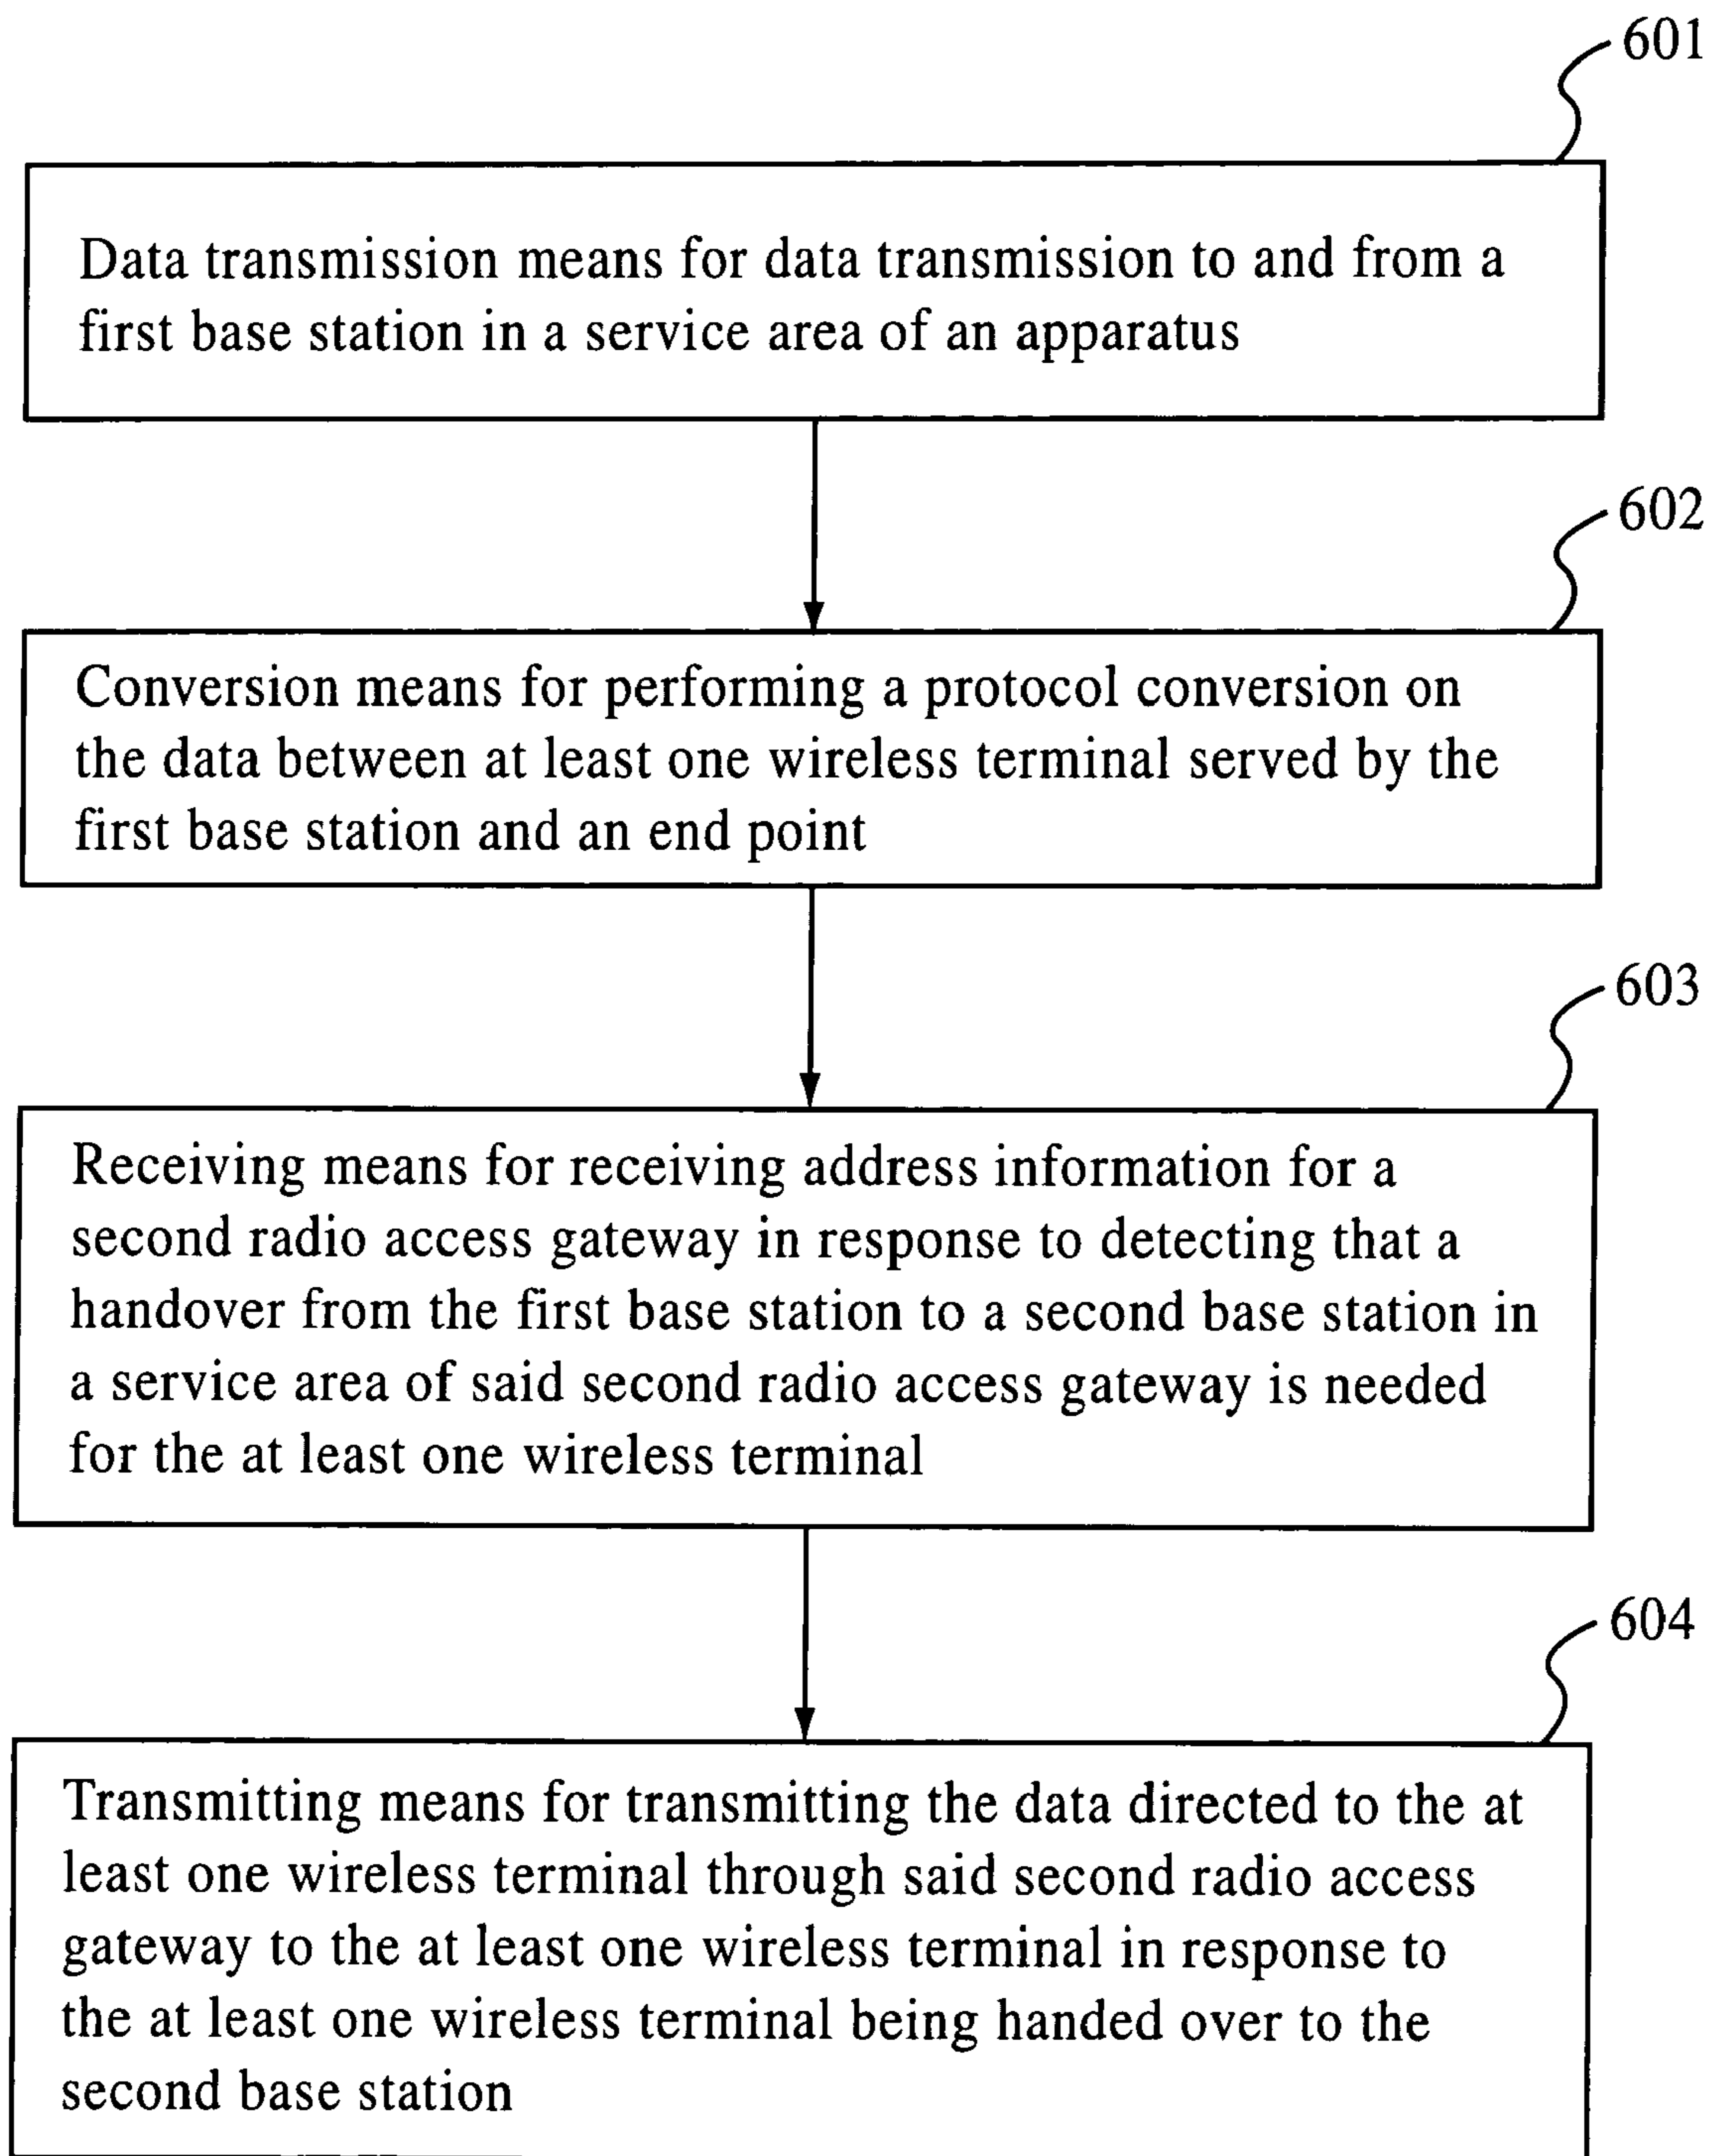 601
Data transmission means for data transmission to and from a
first base station in a service area of an apparatus
602
Conversion means for performing a protocol conversion on
the data between at least one wireless terminal served by the
first base station and an end point
603
Receiving means for receiving address information for a
second radio access gateway in response to detecting that a
handover from the first base station to a second base station in
a service area of said second radio access gateway is needed
for the at least one wireless terminal
604
Transmitting means for transmitting the data directed to the at
least one wireless terminal through said second radio access
gateway to the at least one wireless terminal in response to
the at least one wireless terminal being handed over to the
second base station